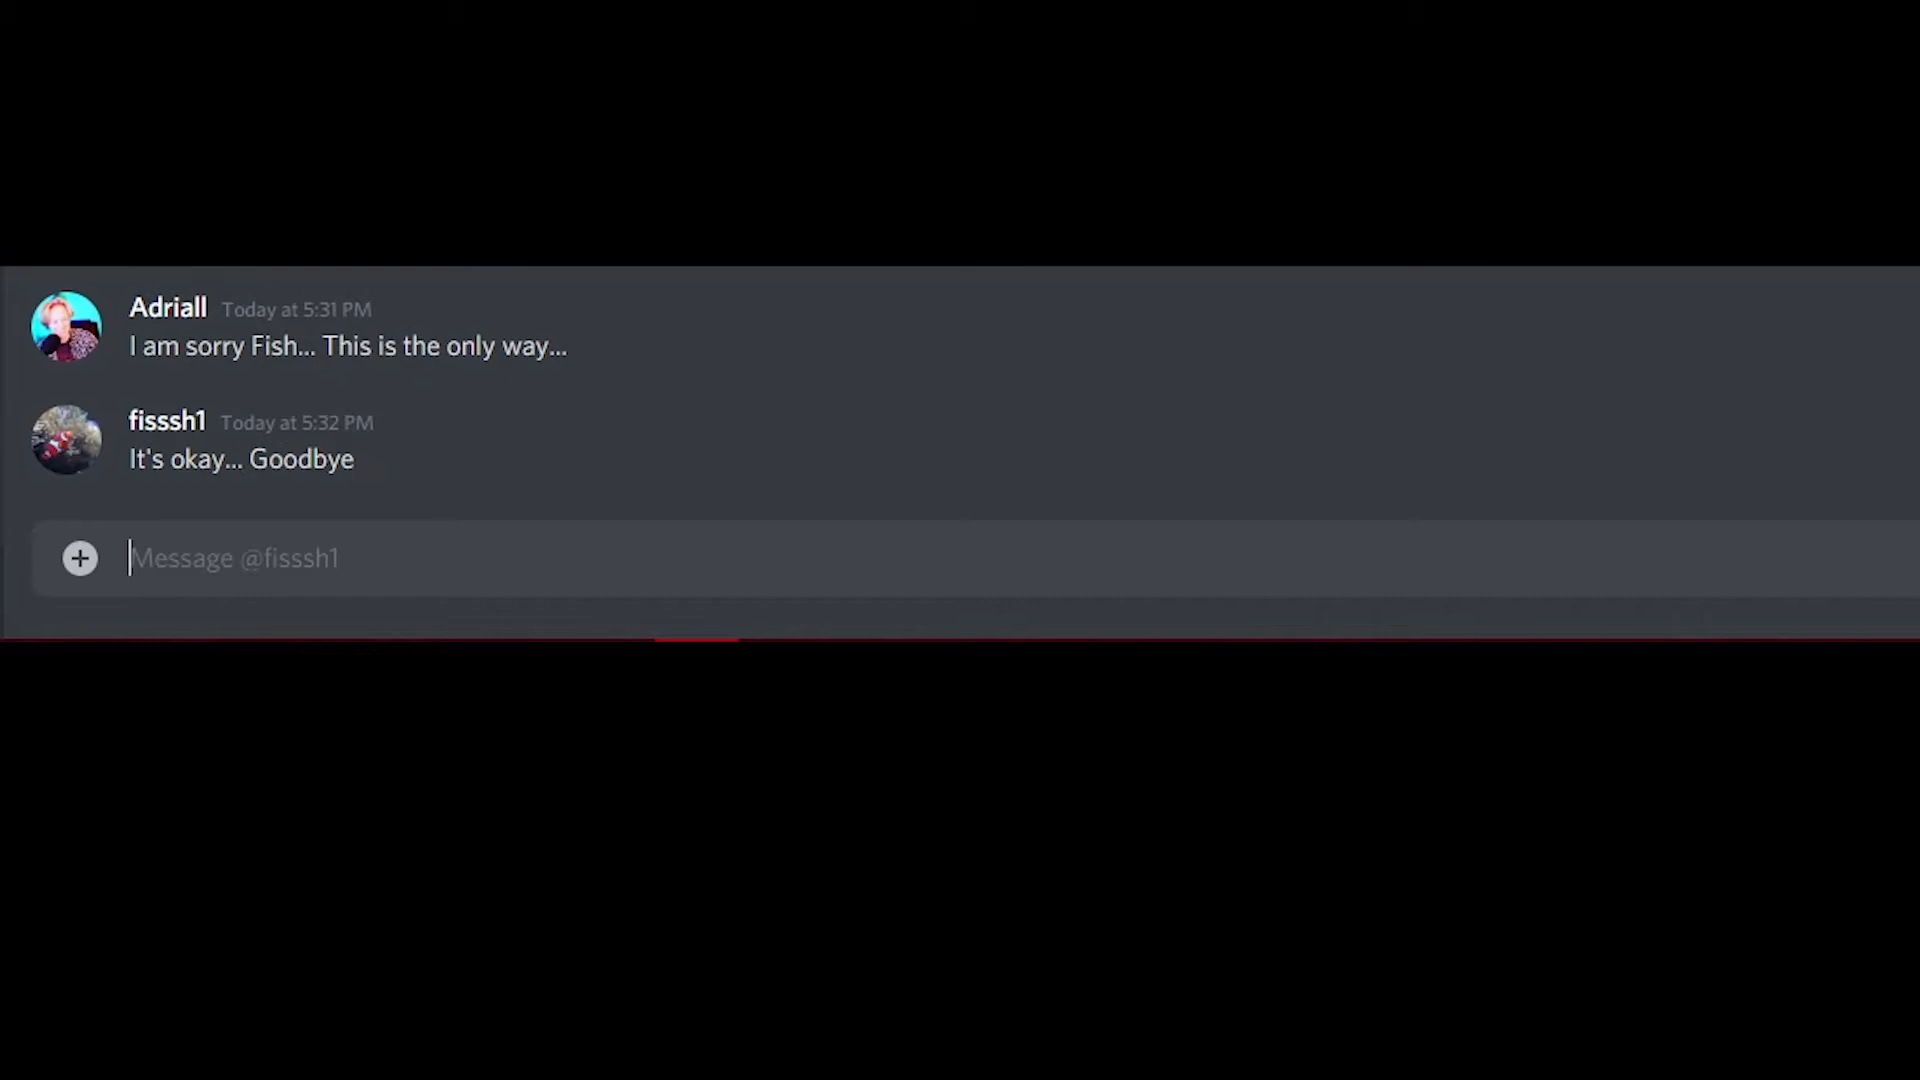 Adriall Today at 5:31 PM
I am sorry Fish... This is the only way...
fisssh1 Today at 5:32 PM
It's okay... Goodbye
Message @fisssh1